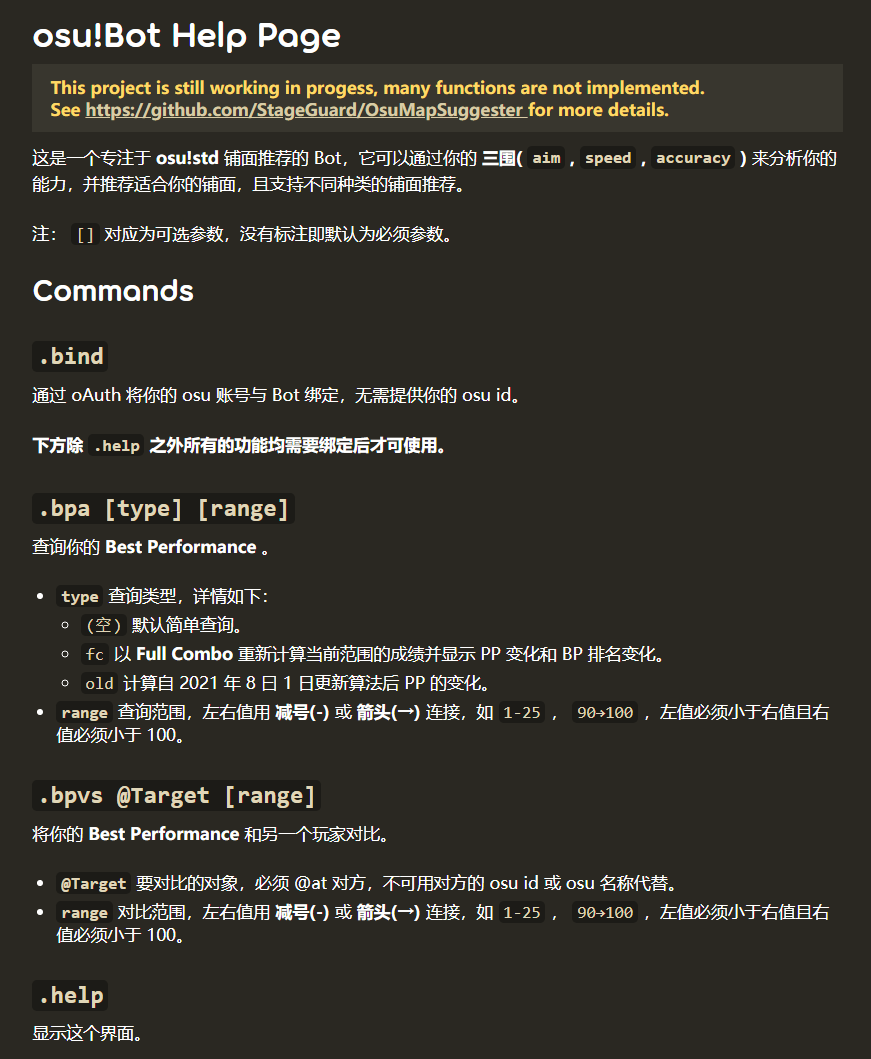 osu!Bot Help Page
This project is still working in progess, many functions are not implemented.
See https://github.com/StageGuard/OsuMapSuggester for more details.
这是一个专注于 osu!std 铺面推荐的 Bot，它可以通过你的 三围( aim , speed , accuracy ) 来分析你的
能力，并推荐适合你的铺面，且支持不同种类的铺面推荐。
注： [] 对应为可选参数，没有标注即默认为必须参数。
Commands
.bind
通过 oAuth 将你的 osu 账号与 Bot 绑定，无需提供你的 osu id。
下方除 .help 之外所有的功能均需要绑定后才可使用。
.bpa [type] [range]
查询你的 Best Performance 。
• type 查询类型，详情如下：
◦ (空) 默认简单查询。
◦ fc 以 Full Combo 重新计算当前范围的成绩并显示 PP 变化和 BP 排名变化。
◦ old 计算自 2021 年 8 日 1 日更新算法后 PP 的变化。
• range 查询范围，左右值用 减号(-) 或 箭头(→) 连接，如 1-25 ， 90→100 ，左值必须小于右值且右
值必须小于 100。
.bpvs @Target [range]
将你的 Best Performance 和另一个玩家对比。
• @Target 要对比的对象，必须 @at 对方，不可用对方的 osu id 或 osu 名称代替。
• range 对比范围，左右值用 减号(-) 或 箭头(→) 连接，如 1-25 ， 90→100 ，左值必须小于右值且右
值必须小于 100。
.help
显示这个界面。